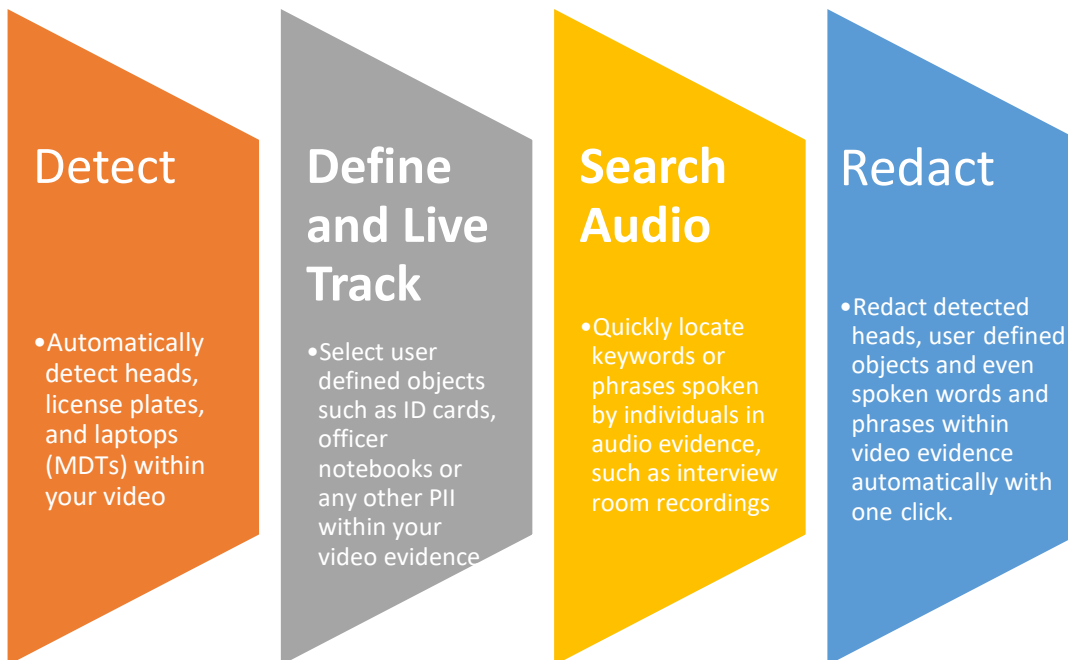 Detect
•Automatically
detect heads,
license plates,
and laptops
(MDTs) within
your video
Define
and Live
Track
•Select user
defined objects
such as ID cards,
officer
notebooks or
any other PII
within your
video evidence
Search
Audio
•Quickly locate
keywords or
phrases spoken
by individuals in
audio evidence,
such as interview
room recordings
Redact
•Redact detected
heads, user defined
objects and even
spoken words and
phrases within
video evidence
automatically with
one click.